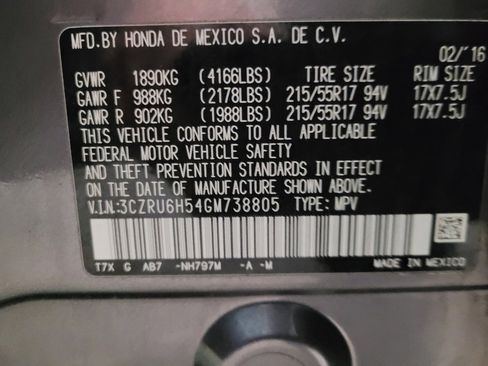 MFD.BY HONDA DE MEXICO S.A. DE C.V.
02/'16
GVWR 1890KG (4166LBS) TIRE SIZE RIM SIZE
GAWR F 988KG (2178LBS) 215/55R17 94V 17X7.5J
GAWR R 902KG (1988LBS) 215/55R17 94V 17X7.5J
THIS VEHICLE CONFORMS TO ALL APPLICABLE
FEDERAL MOTOR VEHICLE SAFETY
AND THEFT PREVENTION STANDARDS IN EFFECT
ON THE DATE OF MANUFACTURE SHOWN ABOVE.
V.I.N:3CZRU6H54GM738805 TYPE: MPV
T7X G AB7 -NH797M -A -M MADE IN MEXICO